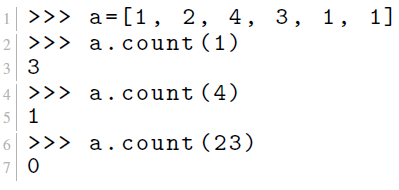 1 >>> a=[1, 2, 4, 3, 1, 1]
2 >>> a.count(1)
3 3
4 >>> a.count(4)
5 1
6 >>> a.count(23)
7 0